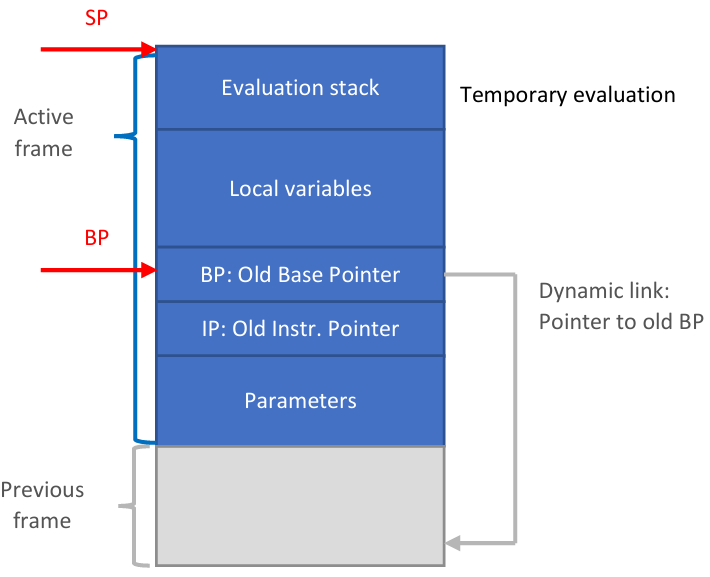 SP
Evaluation stack
Temporary evaluation
Active
frame
Local variables
BP
BP: Old Base Pointer
IP: Old Instr. Pointer
Dynamic link:
Pointer to old BP
Parameters
Previous
frame